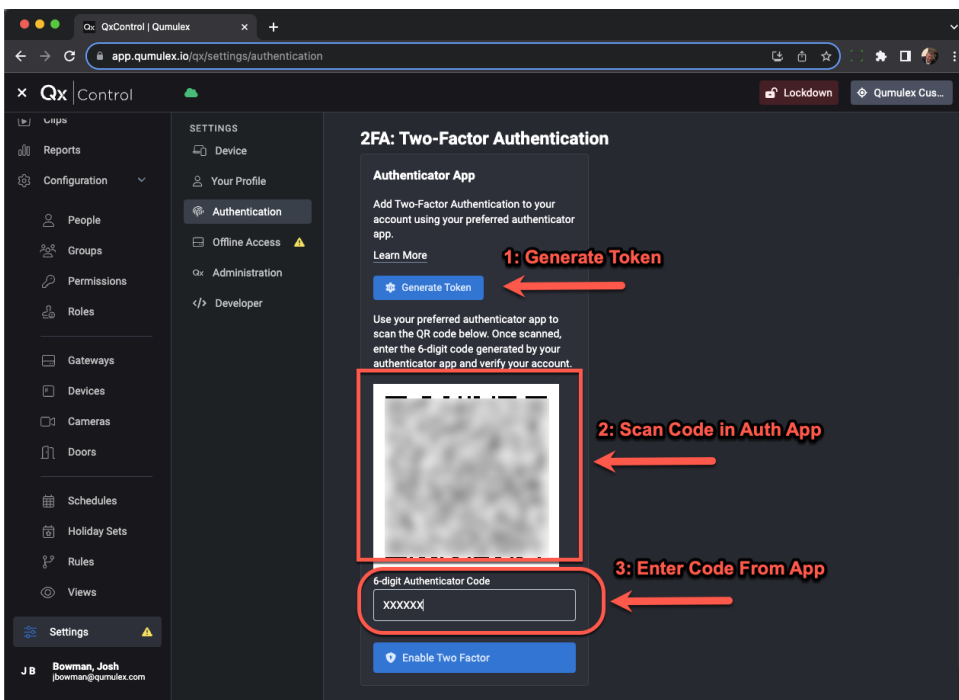 QxControl | Qumulex
app.qumulex.io/qx/settings/authentication
Qx Control
Lockdown
Qumulex Cus...
Clips
Reports
Configuration
People
Groups
Permissions
Roles
Gateways
Devices
Cameras
Doors
Schedules
Holiday Sets
Rules
Views
Settings
J B
Bowman, Josh
jbowman@qumulex.com
SETTINGS
Device
Your Profile
Authentication
Offline Access
Qx Administration
</> Developer
2FA: Two-Factor Authentication
Authenticator App
Add Two-Factor Authentication to your
account using your preferred authenticator
app.
Learn More
1: Generate Token
Generate Token
Use your preferred authenticator app to
scan the QR code below. Once scanned,
enter the 6-digit code generated by your
authenticator app and verify your account.
2: Scan Code in Auth App
3: Enter Code From App
6-digit Authenticator Code
XXXXXX
Enable Two Factor